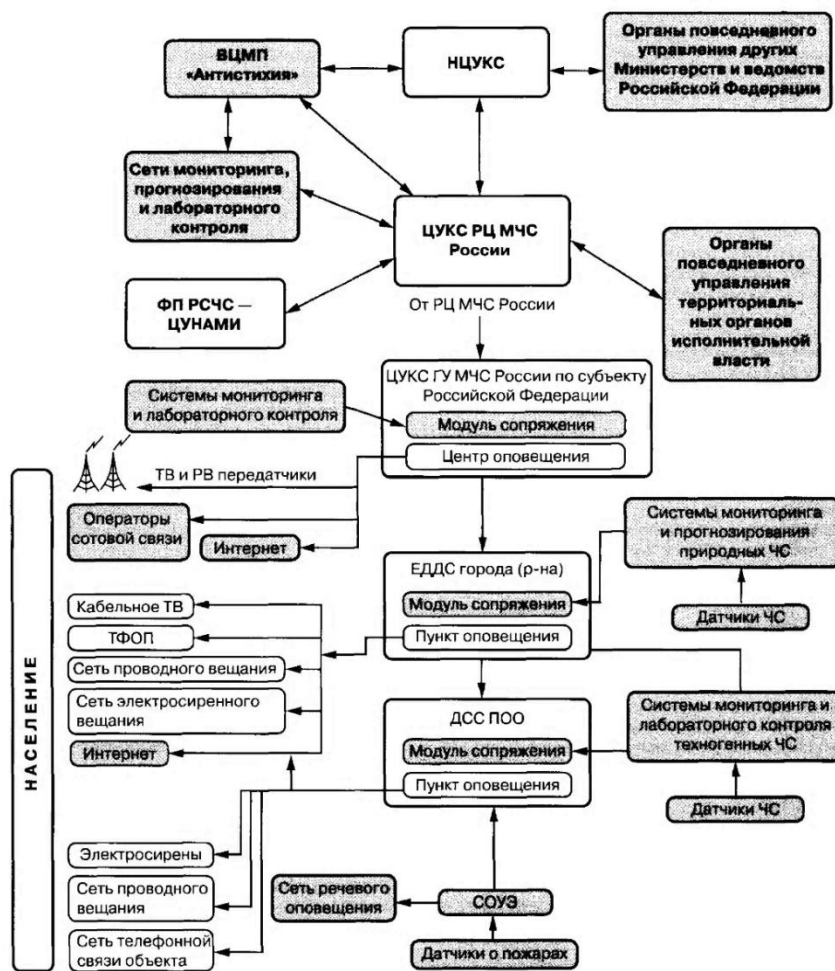 ВЦМП
«Антистихия»
НЦУКС
Органы повседневного
управления других
Министерств и ведомств
Российской Федерации
Сети мониторинга,
прогнозирования
и лабораторного
контроля
ЦУКС РЦ МЧС
России
Органы
повседневного
управления
территориаль-
ных органов
исполнительной
власти
ФП РСЧС —
ЦУНАМИ
От РЦ МЧС России
Системы мониторинга
и лабораторного контроля
ЦУКС ГУ МЧС России по субъекту
Российской Федерации
Модуль сопряжения
Центр оповещения
ТВ и РВ передатчики
Операторы
сотовой связи
Интернет
НАСЕЛЕНИЕ
ЕДДС города (р-на)
Модуль сопряжения
Пункт оповещения
Системы мониторинга
и прогнозирования
природных ЧС
Датчики ЧС
Кабельное ТВ
ТФОП
Сеть проводного вещания
Сеть электросиренного
вещания
Интернет
ДСС ПОО
Модуль сопряжения
Пункт оповещения
Системы мониторинга и
лабораторного контроля
техногенных ЧС
Датчики ЧС
Электросирены
Сеть проводного
вещания
Сеть телефонной
связи объекта
Сеть речевого
оповещения
СОУЭ
Датчики о пожарах